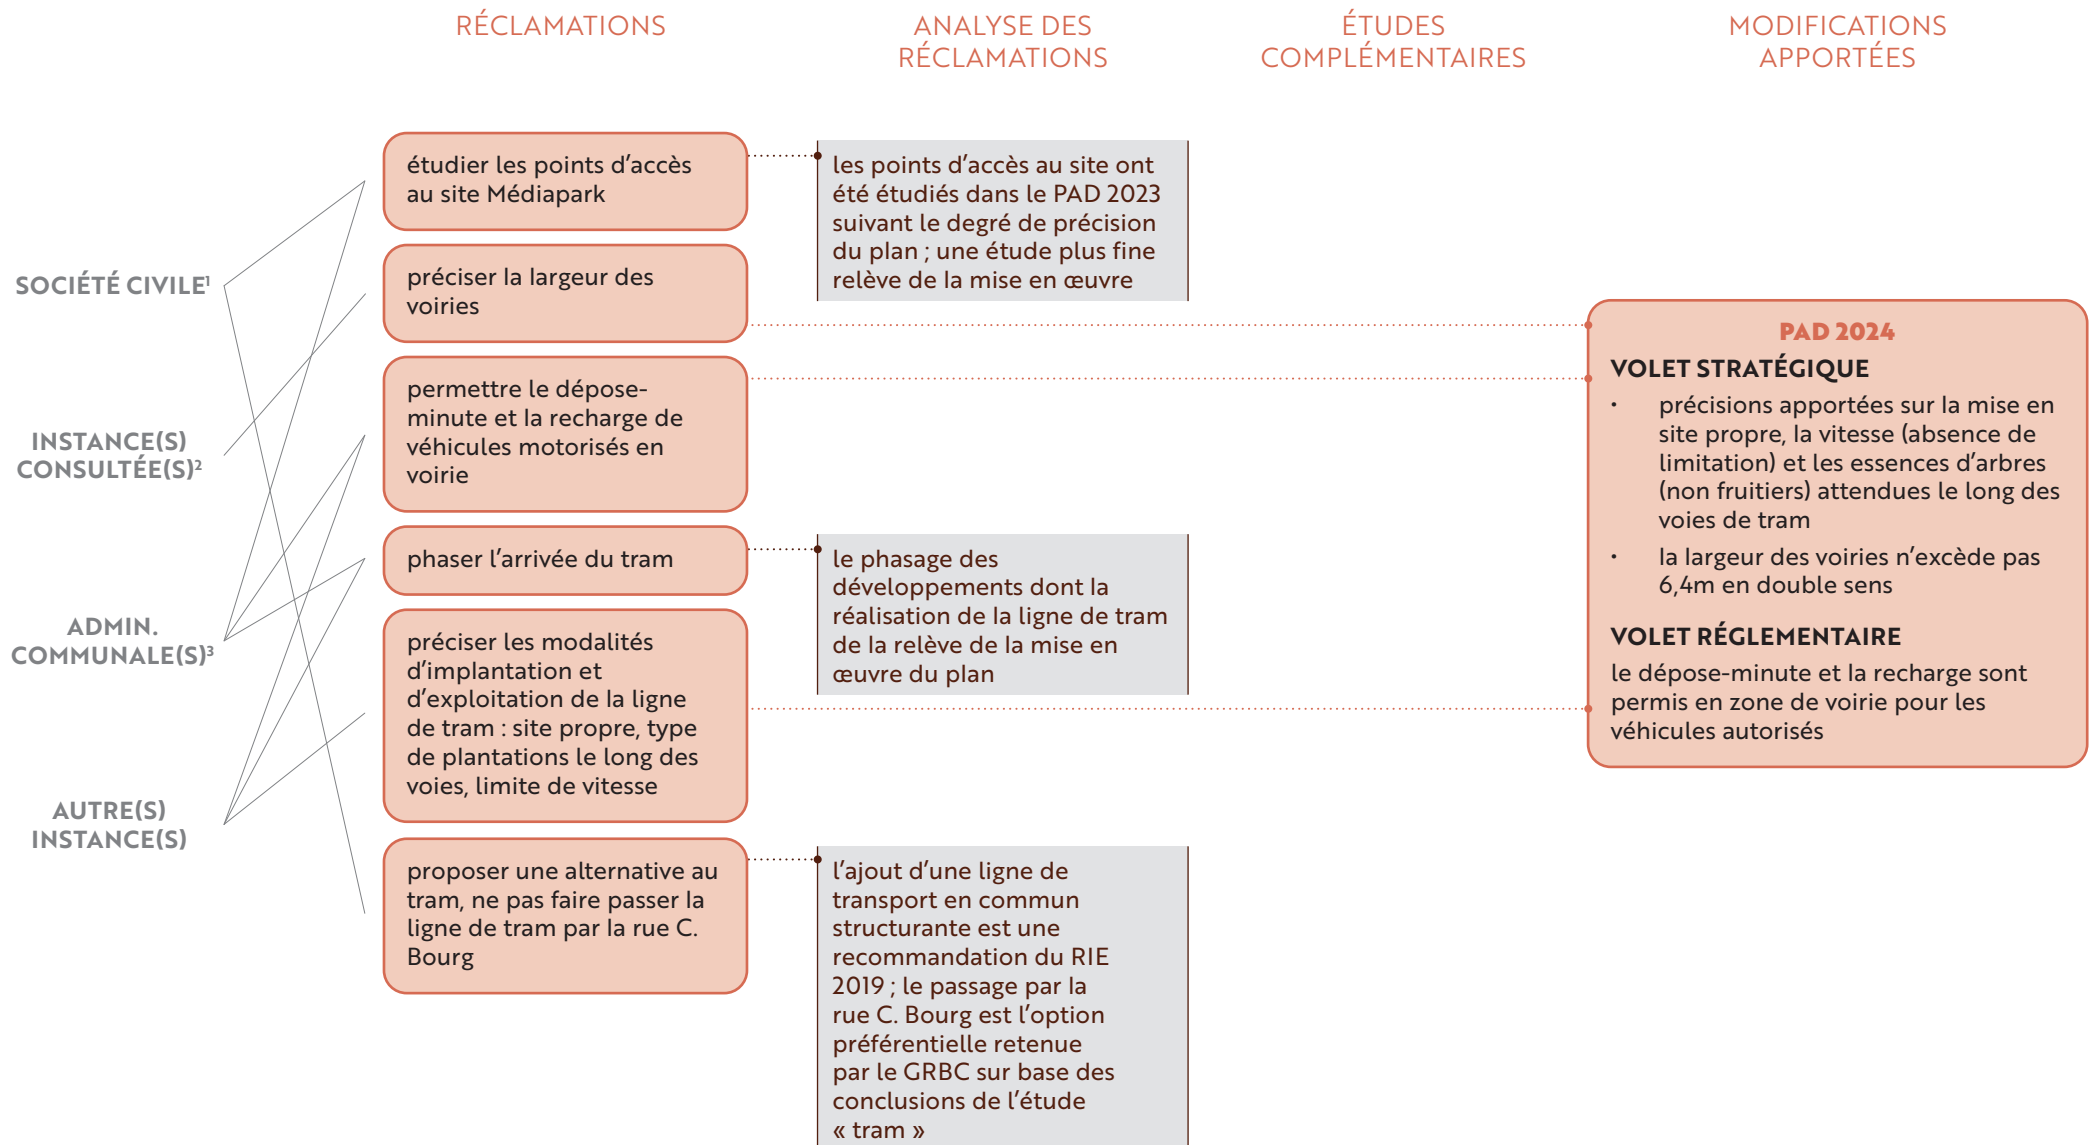 RÉCLAMATIONS
ANALYSE DES
RÉCLAMATIONS
ÉTUDES
COMPLÉMENTAIRES
MODIFICATIONS
APPORTÉES
SOCIÉTÉ CIVILE¹
INSTANCE(S)
CONSULTÉE(S)²
ADMIN.
COMMUNALE(S)³
AUTRE(S)
INSTANCE(S)
étudier les points d’accès
au site Médiapark
préciser la largeur des
voiries
permettre le dépose-
minute et la recharge de
véhicules motorisés en
voirie
phaser l’arrivée du tram
préciser les modalités
d’implantation et
d’exploitation de la ligne
de tram : site propre, type
de plantations le long des
voies, limite de vitesse
proposer une alternative au
tram, ne pas faire passer la
ligne de tram par la rue C.
Bourg
les points d’accès au site ont
été étudiés dans le PAD 2023
suivant le degré de précision
du plan ; une étude plus fine
relève de la mise en œuvre
le phasage des
développements dont la
réalisation de la ligne de tram
de la relève de la mise en
œuvre du plan
l’ajout d’une ligne de
transport en commun
structurante est une
recommandation du RIE
2019 ; le passage par la
rue C. Bourg est l’option
préférentielle retenue
par le GRBC sur base des
conclusions de l’étude
« tram »
PAD 2024
VOLET STRATÉGIQUE
• précisions apportées sur la mise en
site propre, la vitesse (absence de
limitation) et les essences d’arbres
(non fruitiers) attendues le long des
voies de tram
• la largeur des voiries n’excède pas
6,4m en double sens
VOLET RÉGLEMENTAIRE
le dépose-minute et la recharge sont
permis en zone de voirie pour les
véhicules autorisés